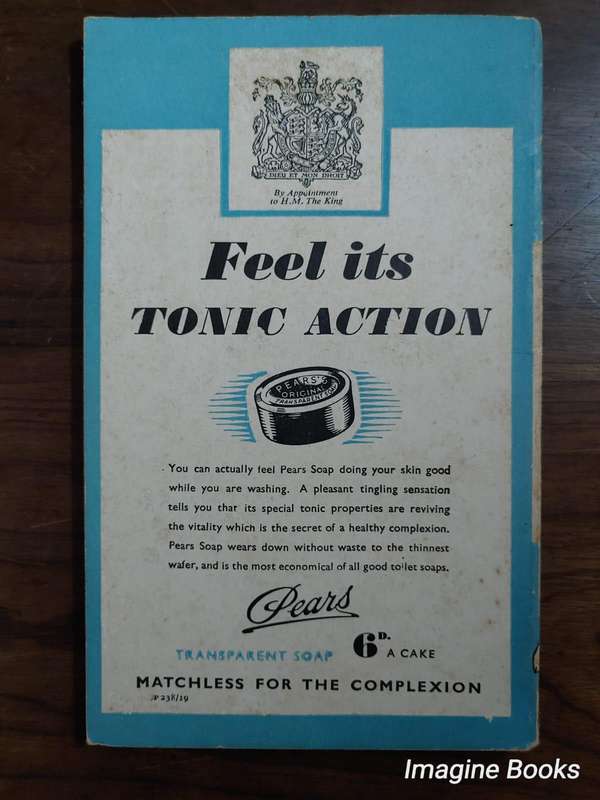 DIEU ET MON DROIT
By Appointment
to H.M. The King
Feel its
TONIC ACTION
PEARS'S
ORIGINAL
TRANSPARENT SOAP
You can actually feel Pears Soap doing your skin good
while you are washing. A pleasant tingling sensation
tells you that its special tonic properties are reviving
the vitality which is the secret of a healthy complexion.
Pears Soap wears down without waste to the thinnest
wafer, and is the most economical of all good toilet soaps.
Pears
TRANSPARENT SOAP 6D. A CAKE
MATCHLESS FOR THE COMPLEXION
P 238/19
Imagine Books